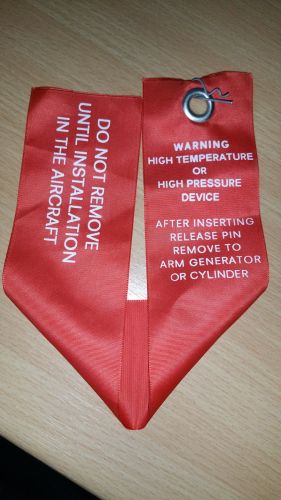 DO NOT REMOVE
UNTIL INSTALLATION
IN THE AIRCRAFT
WARNING
HIGH TEMPERATURE
OR
HIGH PRESSURE
DEVICE
AFTER INSERTING
RELEASE PIN
REMOVE TO
ARM GENERATOR
OR CYLINDER